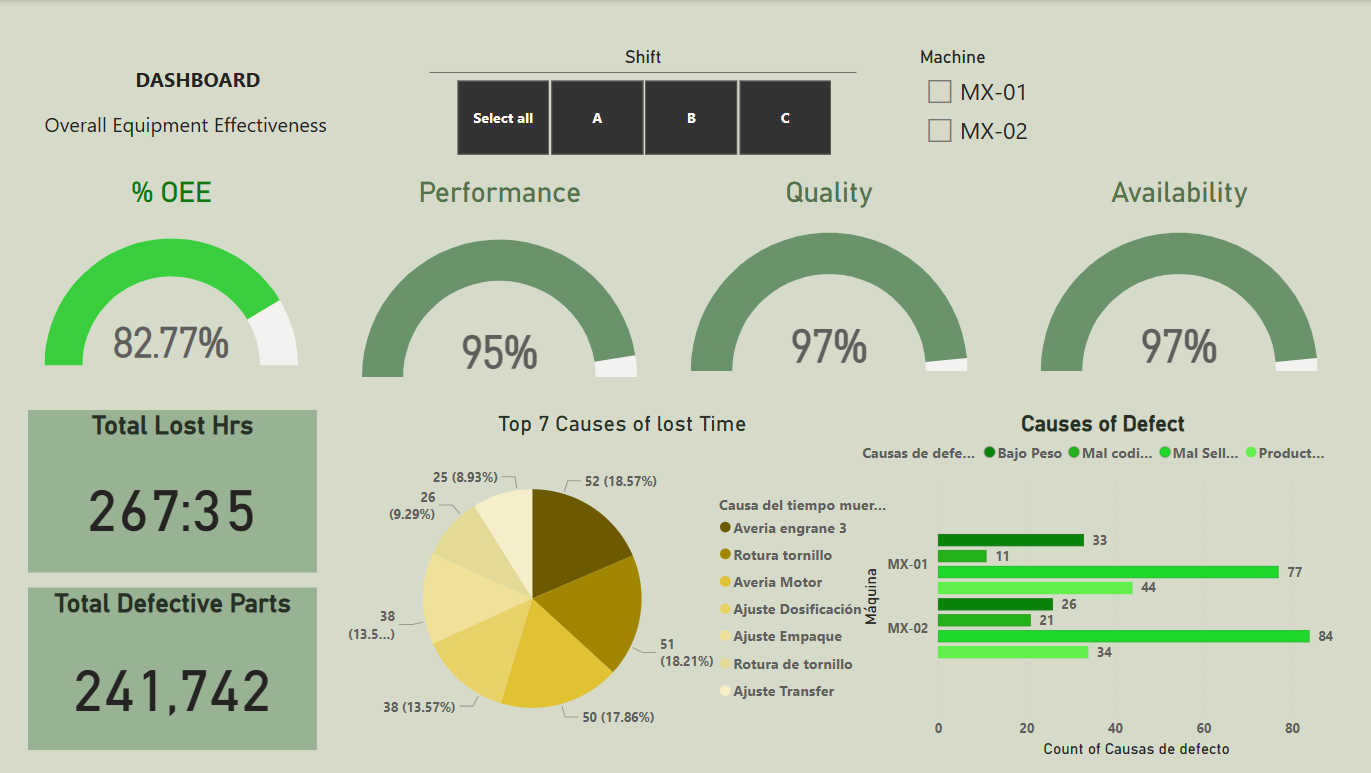 DASHBOARD
Overall Equipment Effectiveness
Shift
Select all
A
B
C
Machine
MX-01
MX-02
% OEE
82.77%
Performance
95%
Quality
97%
Availability
97%
Total Lost Hrs
267:35
Total Defective Parts
241,742
Top 7 Causes of lost Time
25 (8.93%)
52 (18.57%)
26
(9.29%)
38
(13.5...)
38 (13.57%)
50 (17.86%)
51
(18.21%)
Causa del tiempo muer...
Averia engrane 3
Rotura tornillo
Averia Motor
Ajuste Dosificación
Ajuste Empaque
Rotura de tornillo
Ajuste Transfer
Causes of Defect
Causas de defe... Bajo Peso Mal codi... Mal Sell... Product...
Maquina
MX-01
33
11
77
44
MX-02
26
21
84
34
0 20 40 60 80
Count of Causas de defecto